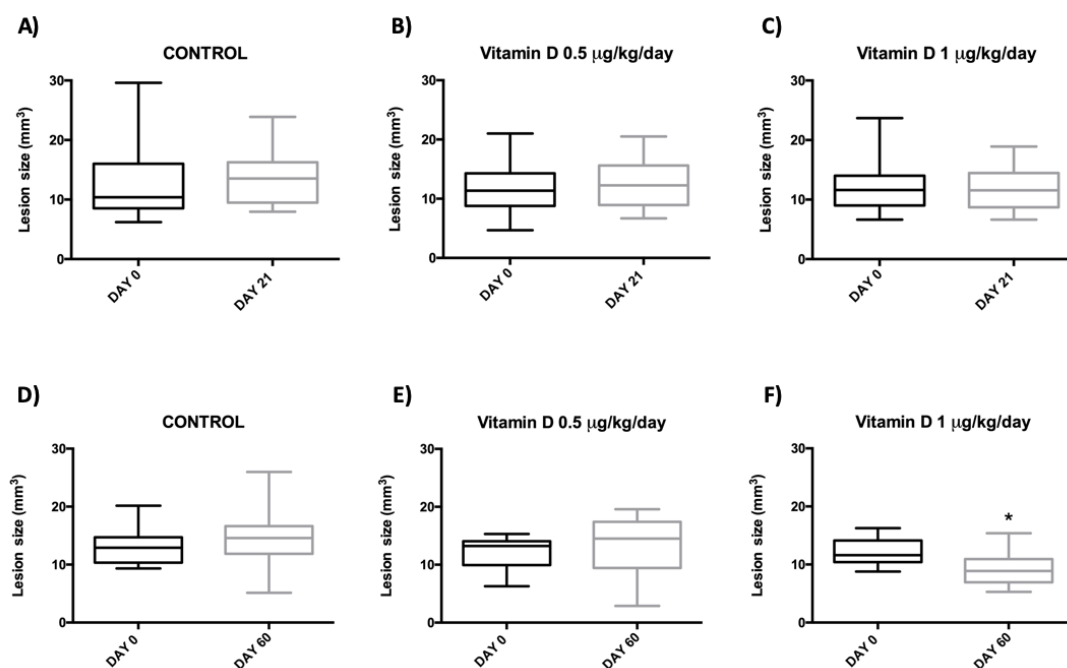 A)
CONTROL
Lesion size (mm³)
30
20
10
0
DAY 0
DAY 21
B)
Vitamin D 0.5 µg/kg/day
Lesion size (mm³)
30
20
10
0
DAY 0
DAY 21
C)
Vitamin D 1 µg/kg/day
Lesion size (mm³)
30
20
10
0
DAY 0
DAY 21
D)
CONTROL
Lesion size (mm³)
30
20
10
0
DAY 0
DAY 60
E)
Vitamin D 0.5 µg/kg/day
Lesion size (mm³)
30
20
10
0
DAY 0
DAY 60
F)
Vitamin D 1 µg/kg/day
Lesion size (mm³)
30
20
10
0
*
DAY 0
DAY 60